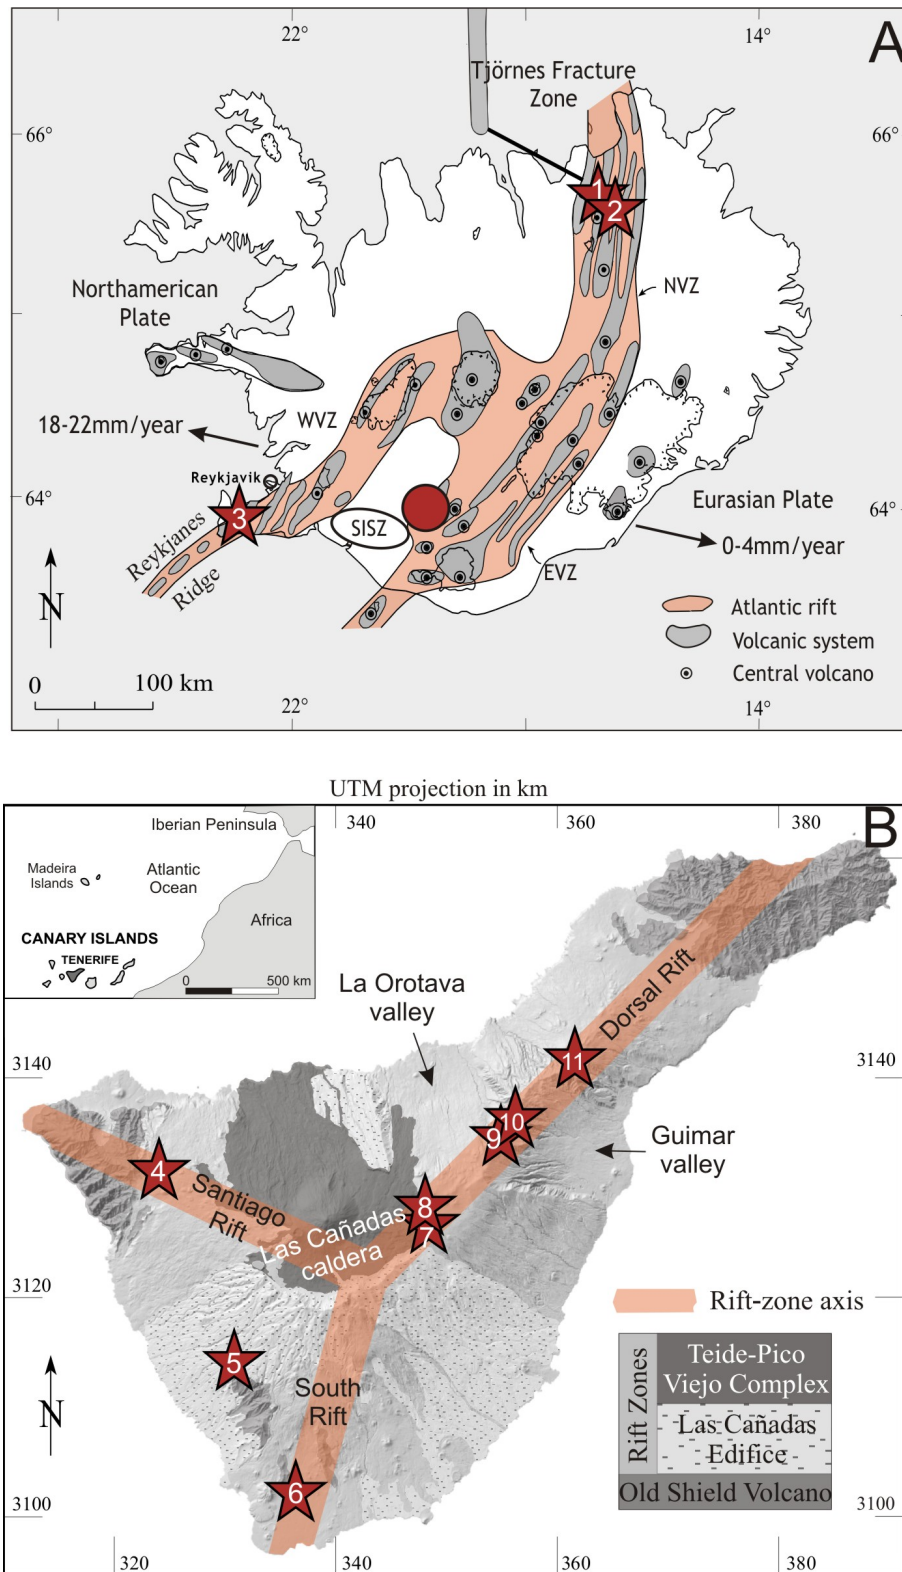 22°
14°
A
Tjörnes Fracture
Zone
66°
66°
1
2
NVZ
Northamerican
Plate
18-22mm/year
WVZ
Reykjavik
64°
64°
3
SISZ
Eurasian Plate
0-4mm/year
Reykjanes
Ridge
EVZ
N
Atlantic rift
Volcanic system
Central volcano
0
100 km
22°
14°
UTM projection in km
340
360
380
B
Iberian Peninsula
Madeira
Islands
Atlantic
Ocean
Africa
CANARY ISLANDS
TENERIFE
0
500 km
La Orotava
valley
Dorsal Rift
3140
3140
11
10
9
Guimar
valley
4
Santiago
Rift
8
7
Las Cañadas
caldera
3120
Rift-zone axis
5
South
Rift
N
Rift Zones
Teide-Pico
Viejo Complex
Las Cañadas
Edifice
Old Shield Volcano
6
3100
3100
320
340
360
380